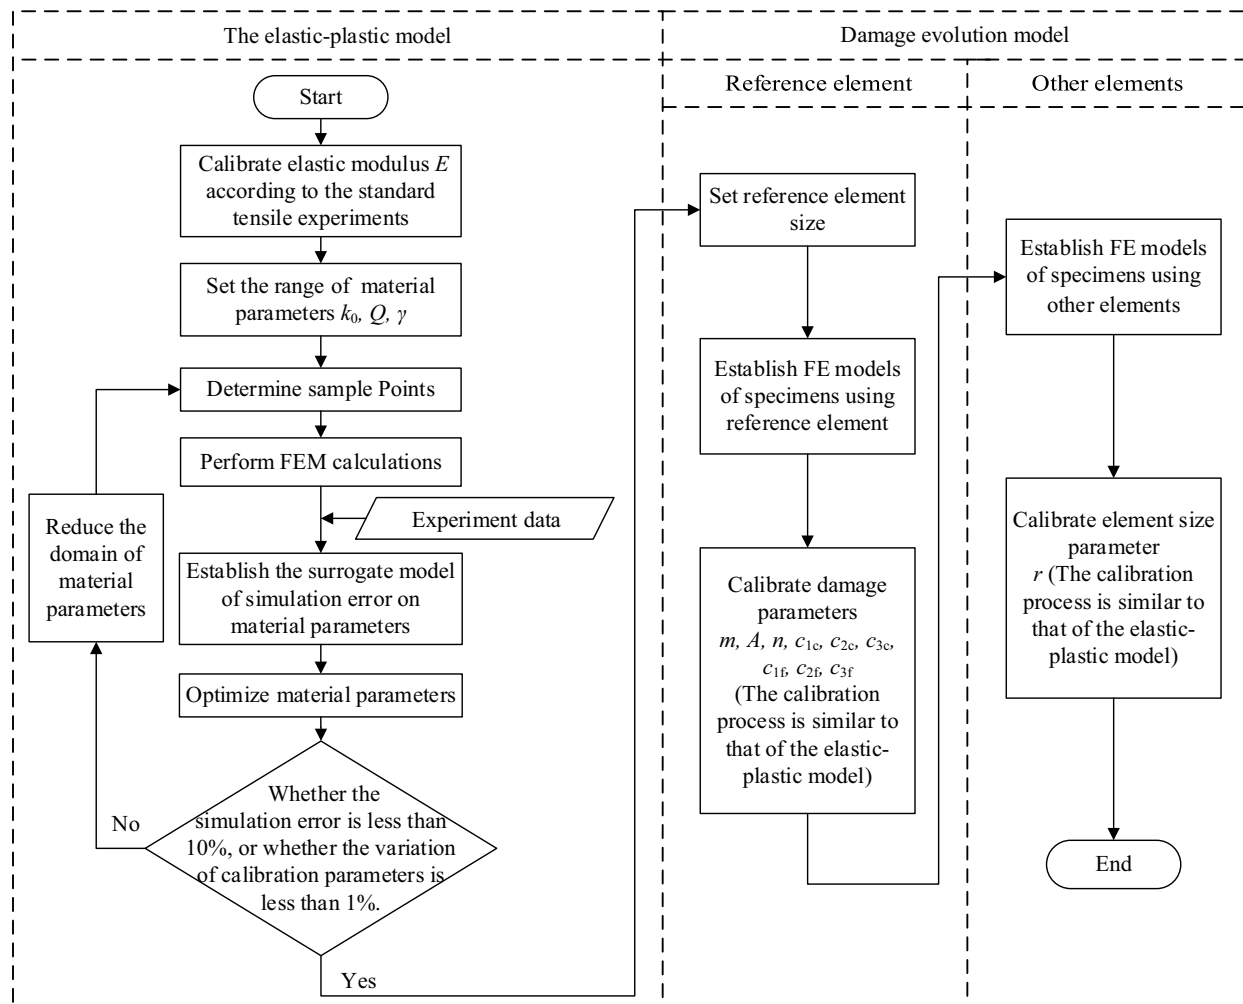 The elastic-plastic model
Damage evolution model
Reference element
Other elements
Start
Calibrate elastic modulus E
according to the standard
tensile experiments
Set the range of material
parameters k₀, Q, γ
Determine sample Points
Perform FEM calculations
Experiment data
Reduce the
domain of
material
parameters
Establish the surrogate model
of simulation error on
material parameters
Optimize material parameters
Whether the
simulation error is less than
10%, or whether the variation
of calibration parameters is
less than 1%.
No
Yes
Set reference element
size
Establish FE models
of specimens using
reference element
Calibrate damage
parameters
m, A, n, c1c, c2c, c3c,
c1f, c2f, c3f
(The calibration
process is similar to
that of the elastic-
plastic model)
Establish FE models
of specimens using
other elements
Calibrate element size
parameter
r (The calibration
process is similar to
that of the elastic-
plastic model)
End